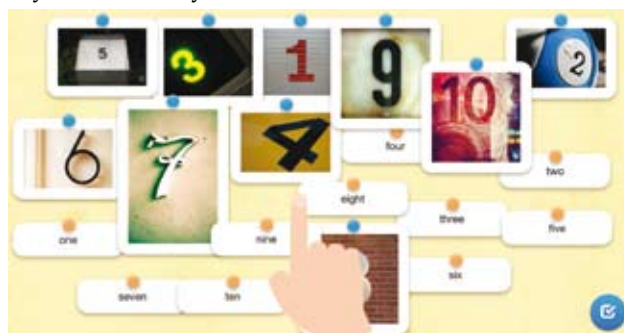 5
3
1
9
10
2
6
7
4
four
two
eight
three
five
one
nine
six
seven
ten